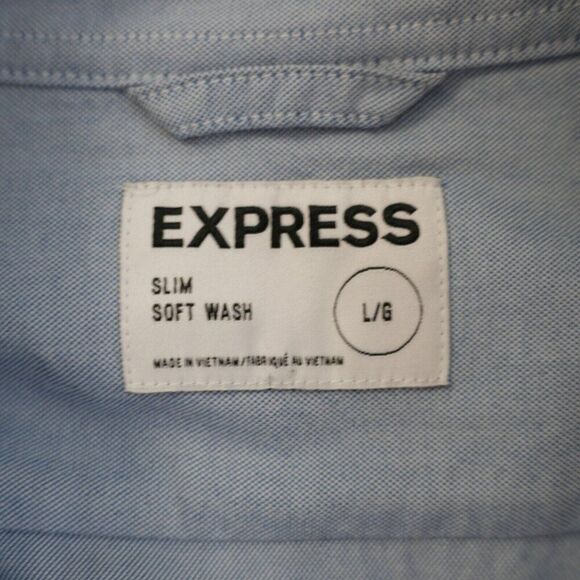 EXPRESS
SLIM
SOFT WASH
L/G
MADE IN VIETNAM/FABRIQUÉ AU VIETNAM